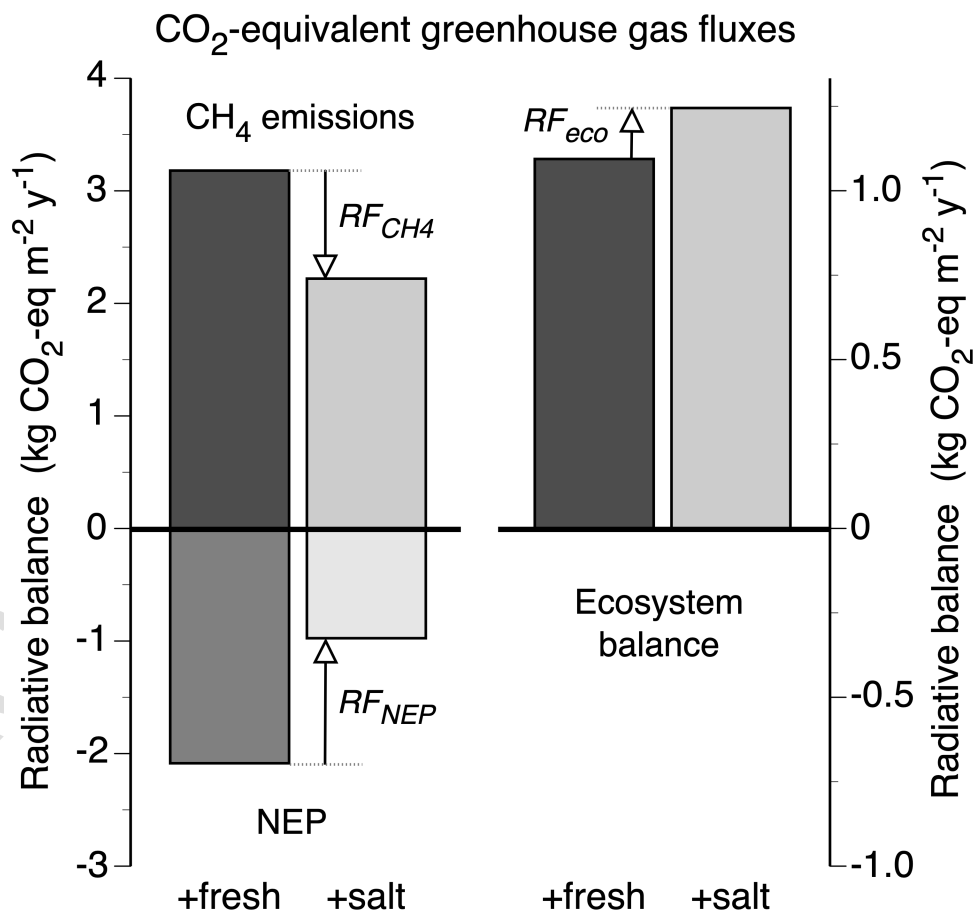 CO2-equivalent greenhouse gas fluxes
Radiative balance (kg CO2-eq m-2 y-1)
4
3
2
1
0
-1
-2
-3
CH4 emissions
RFCH4
RFNEP
NEP
+fresh
+salt
RFeco
Ecosystem
balance
+fresh
+salt
1.0
0.5
0
-0.5
-1.0
Radiative balance (kg CO2-eq m-2 y-1)